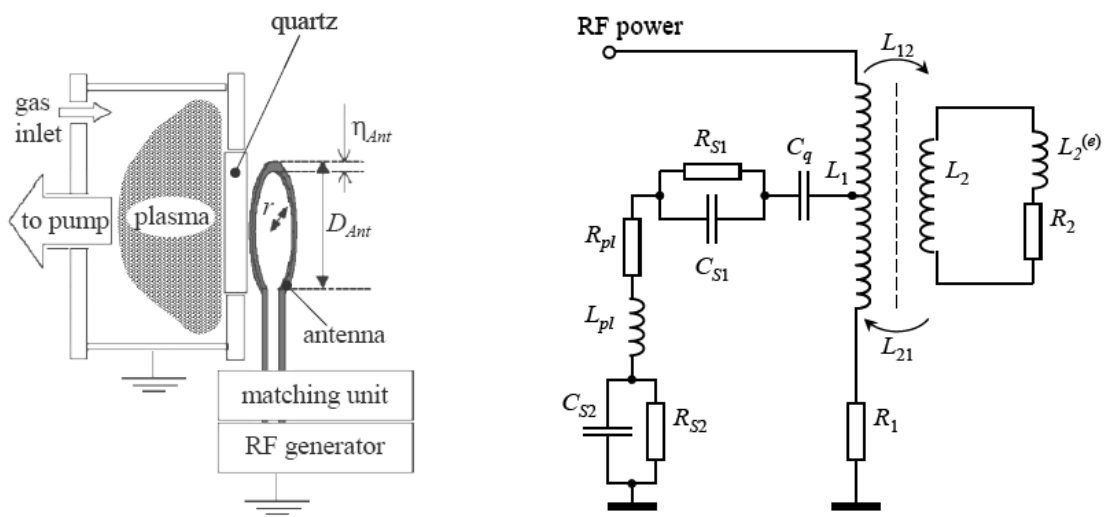 quartz
gas
inlet
η_Ant
to pump
plasma
r
D_Ant
antenna
matching unit
RF generator
RF power
L_12
R_S1
C_q
L_1
L_2
L_2^(e)
R_pl
C_S1
R_2
L_pl
L_21
C_S2
R_S2
R_1